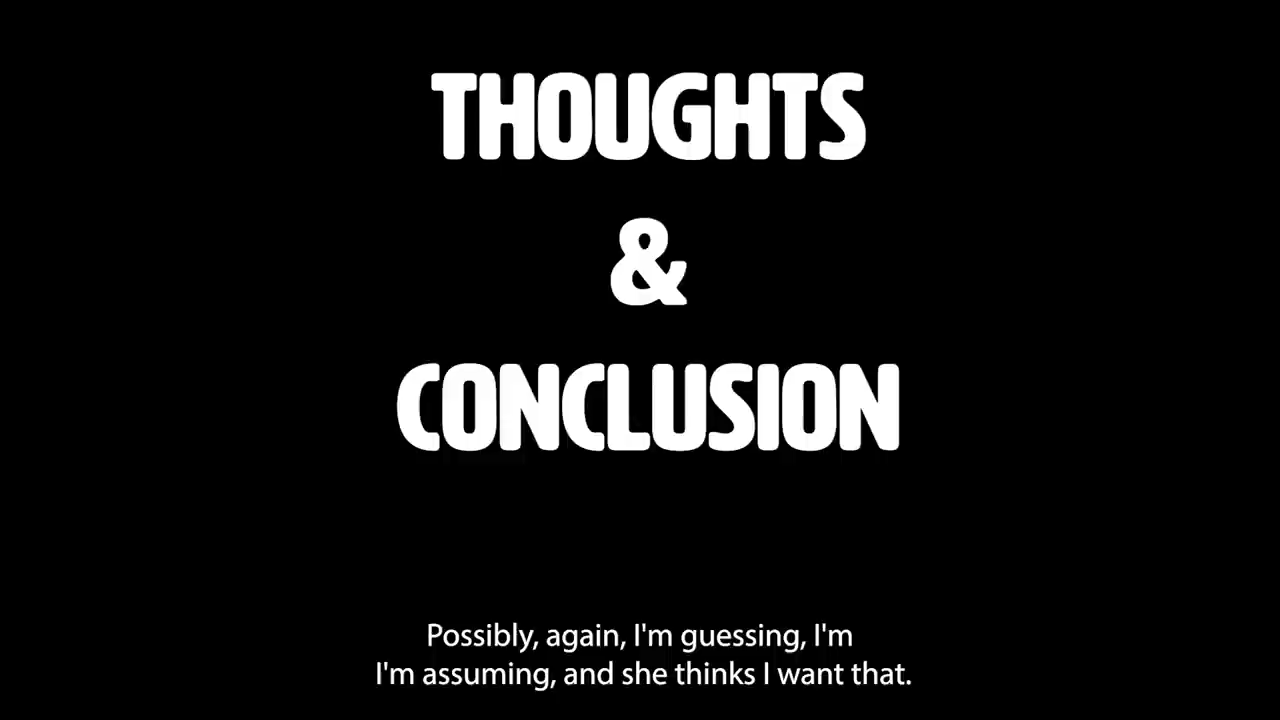 THOUGHTS
&
CONCLUSION
Possibly, again, I'm guessing, I'm
I'm assuming, and she thinks I want that.